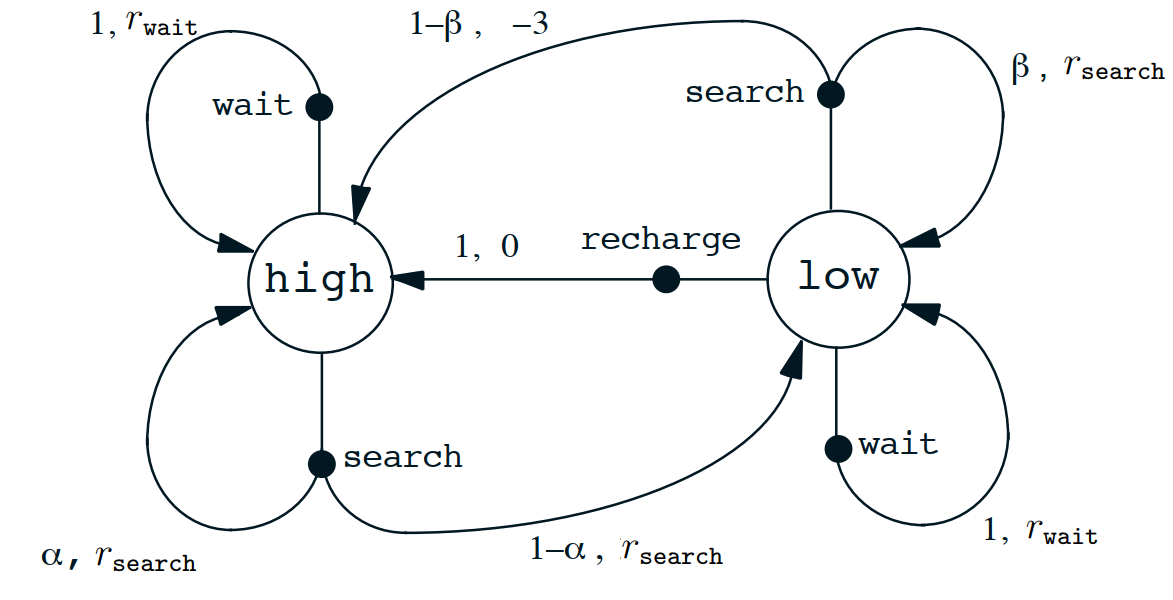 1, r_wait
1–β , –3
wait
search
β , r_search
1, 0
recharge
high
low
search
wait
α, r_search
1–α , r_search
1, r_wait